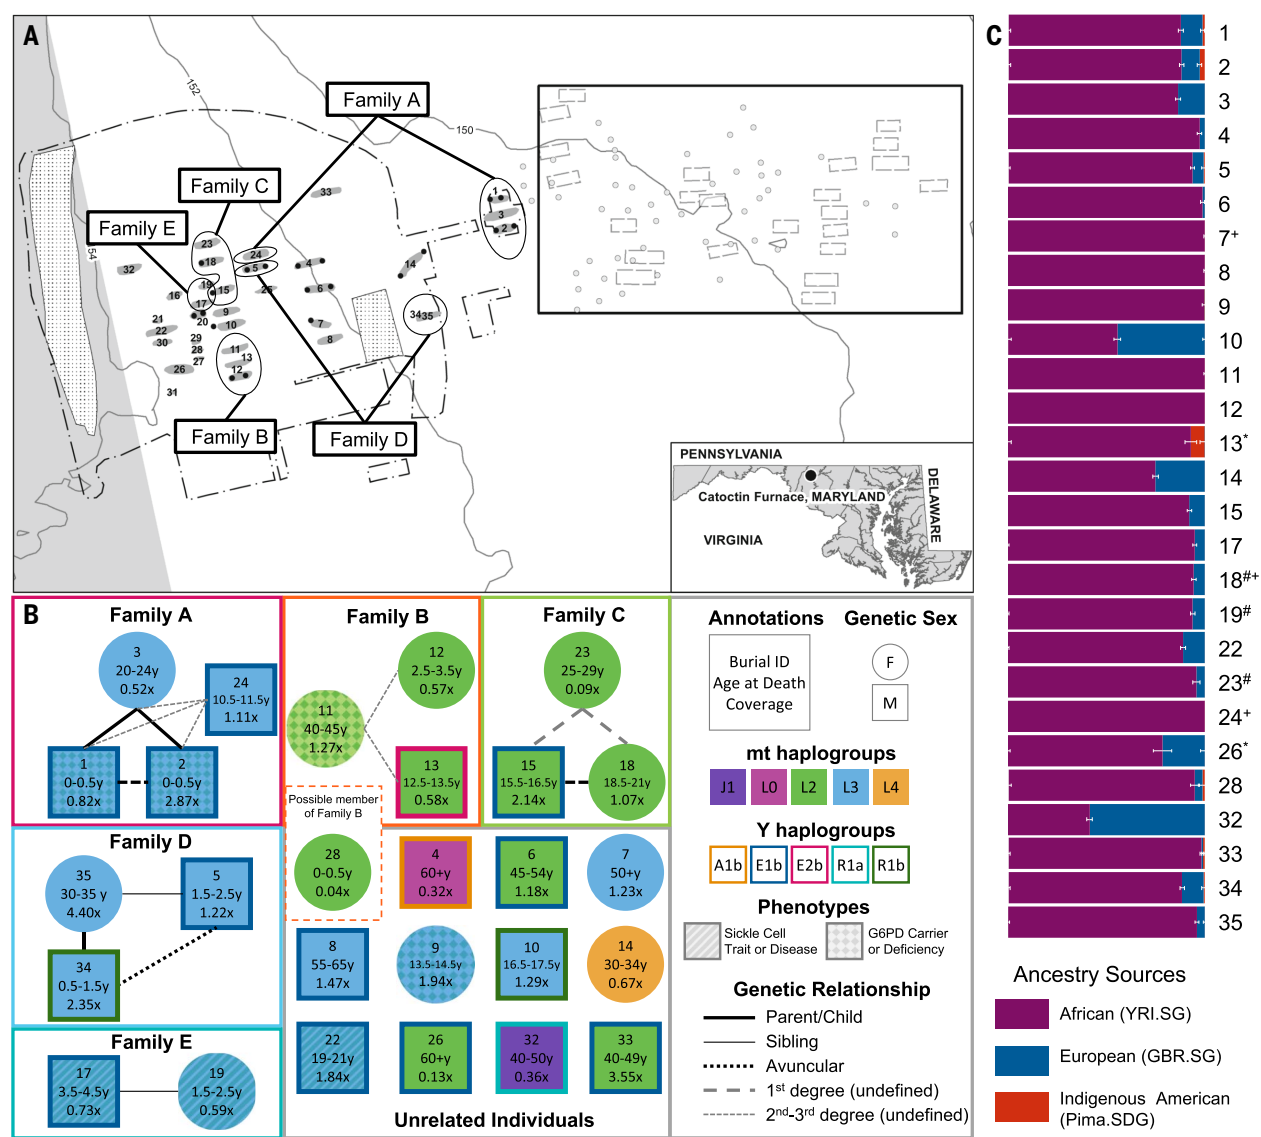 A
152
150
154
Family A
Family C
Family E
Family B
Family D
33
1
3
2
23
24
18
5
4
14
32
19
15
25
6
16
17
34
35
21
20
9
7
22
10
30
29
8
28
11
27
13
26
12
31
PENNSYLVANIA
Catoctin Furnace, MARYLAND
DELAWARE
VIRGINIA
B
Family A
3
20-24y
0.52x
24
10.5-11.5y
1.11x
1
0-0.5y
0.82x
2
0-0.5y
2.87x
Family B
12
2.5-3.5y
0.57x
11
40-45y
1.27x
13
12.5-13.5y
0.58x
Possible member
of Family B
28
0-0.5y
0.04x
Family C
23
25-29y
0.09x
15
15.5-16.5y
2.14x
18
18.5-21y
1.07x
Family D
35
30-35 y
4.40x
5
1.5-2.5y
1.22x
34
0.5-1.5y
2.35x
Family E
17
3.5-4.5y
0.73x
19
1.5-2.5y
0.59x
4
60+y
0.32x
6
45-54y
1.18x
7
50+y
1.23x
8
55-65y
1.47x
9
13.5-14.5y
1.94x
10
16.5-17.5y
1.29x
14
30-34y
0.67x
22
19-21y
1.84x
26
60+y
0.13x
32
40-50y
0.36x
33
40-49y
3.55x
Unrelated Individuals
Annotations
Burial ID
Age at Death
Coverage
Genetic Sex
F
M
mt haplogroups
J1 L0 L2 L3 L4
Y haplogroups
A1b E1b E2b R1a R1b
Phenotypes
Sickle Cell
Trait or Disease
G6PD Carrier
or Deficiency
Genetic Relationship
Parent/Child
Sibling
Avuncular
1st degree (undefined)
2nd-3rd degree (undefined)
C
1
2
3
4
5
6
7+
8
9
10
11
12
13*
14
15
17
18#+
19#
22
23#
24+
26*
28
32
33
34
35
Ancestry Sources
African (YRI.SG)
European (GBR.SG)
Indigenous American
(Pima.SDG)